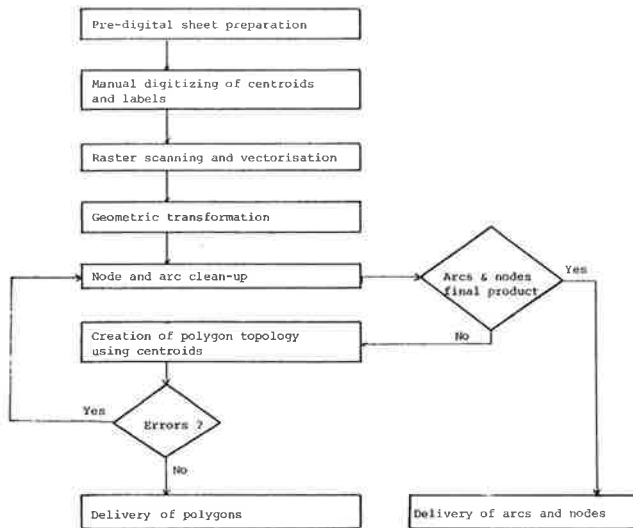 Pre-digital sheet preparation
Manual digitizing of centroids
and labels
Raster scanning and vectorisation
Geometric transformation
Node and arc clean-up
Arcs & nodes
final product
Yes
No
Creation of polygon topology
using centroids
Yes
Errors ?
No
Delivery of polygons
Delivery of arcs and nodes